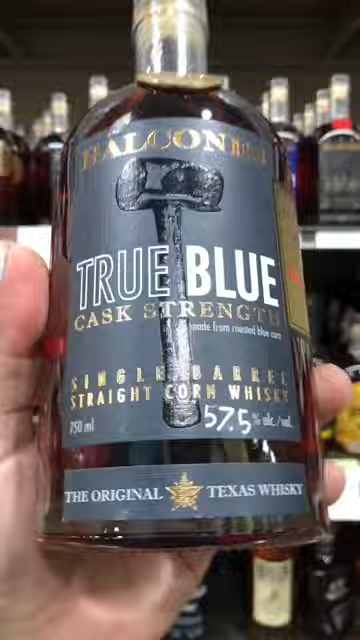 BALCONES
TRUE BLUE
CASK STRENGTH
made from roasted blue corn
SINGLE BARREL
STRAIGHT CORN WHISKY
750 ml 57.5% alc./vol.
THE ORIGINAL TEXAS WHISKY